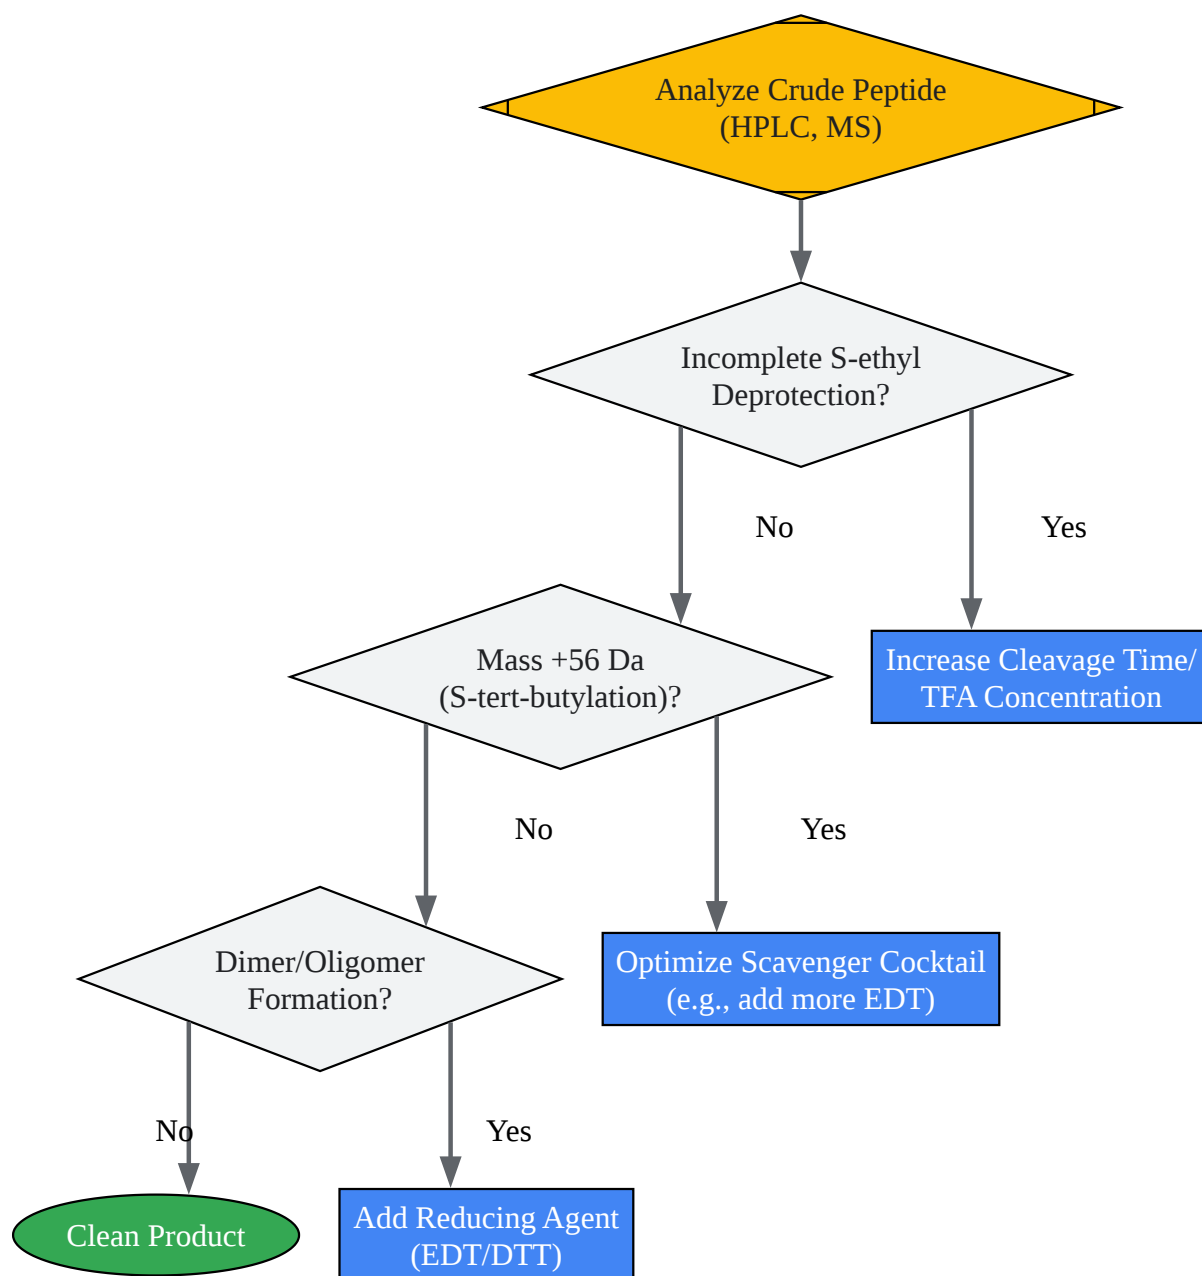 Analyze Crude Peptide
(HPLC, MS)
Incomplete S-ethyl
Deprotection?
No
Yes
Mass +56 Da
(S-tert-butylation)?
Increase Cleavage Time/
TFA Concentration
No
Yes
Dimer/Oligomer
Formation?
Optimize Scavenger Cocktail
(e.g., add more EDT)
No
Yes
Clean Product
Add Reducing Agent
(EDT/DTT)